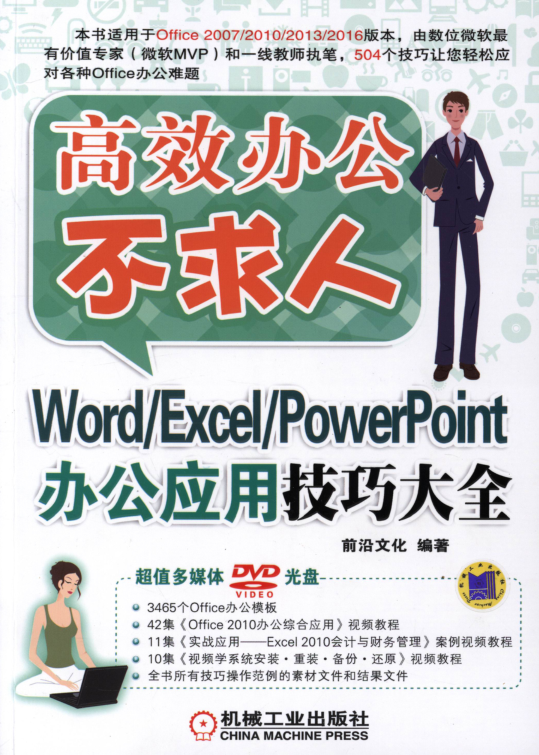 本书适用于Office 2007/2010/2013/2016版本，由数位微软最
有价值专家（微软MVP）和一线教师执笔，504个技巧让您轻松应
对各种Office办公难题
高效办公
不求人
Word/Excel/PowerPoint
办公应用技巧大全
前沿文化 编著
超值多媒体 DVD VIDEO 光盘
3465个Office办公模板
42集《Office 2010办公综合应用》视频教程
11集《实战应用——Excel 2010会计与财务管理》案例视频教程
10集《视频学系统安装·重装·备份·还原》视频教程
全书所有技巧操作范例的素材文件和结果文件
机械工业出版社
CHINA MACHINE PRESS